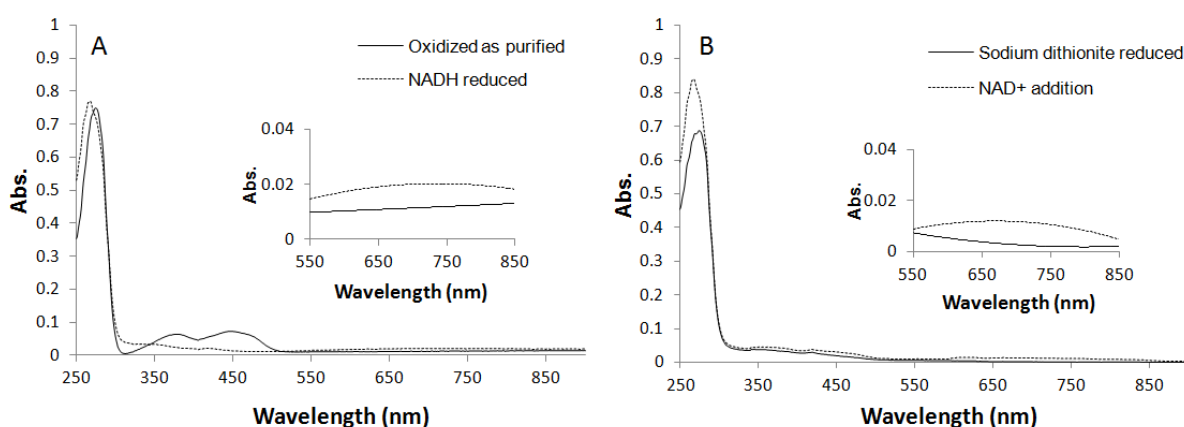 A
Oxidized as purified
NADH reduced
1
0.9
0.8
0.7
0.6
0.5
0.4
0.3
0.2
0.1
0
Abs.
250 350 450 550 650 750 850
Wavelength (nm)
0.04
0.02
0
Abs.
550 650 750 850
Wavelength (nm)
B
Sodium dithionite reduced
NAD+ addition
1
0.9
0.8
0.7
0.6
0.5
0.4
0.3
0.2
0.1
0
Abs.
250 350 450 550 650 750 850
Wavelength (nm)
0.04
0.02
0
Abs.
550 650 750 850
Wavelength (nm)